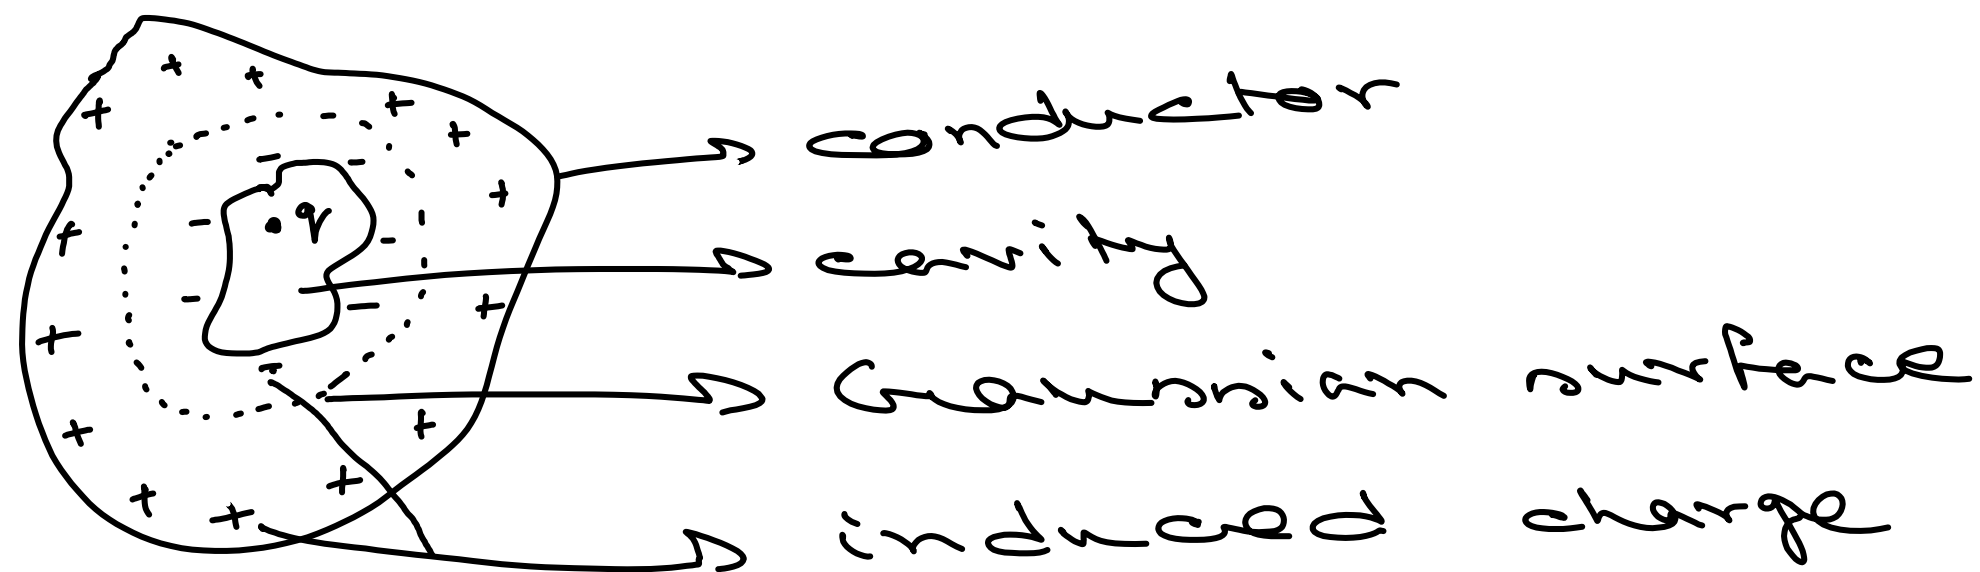 conductor
q
cavity
Gaussian surface
induced charge